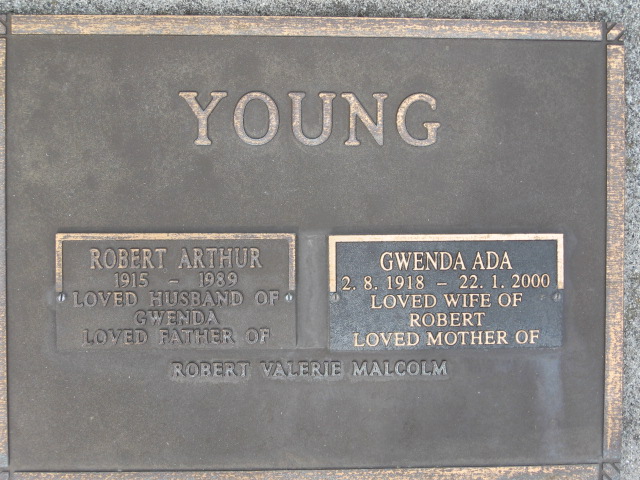 YOUNG
ROBERT ARTHUR
1915 - 1989
LOVED HUSBAND OF
GWENDA
LOVED FATHER OF
GWENDA ADA
2. 8. 1918 - 22. 1. 2000
LOVED WIFE OF
ROBERT
LOVED MOTHER OF
ROBERT VALERIE MALCOLM